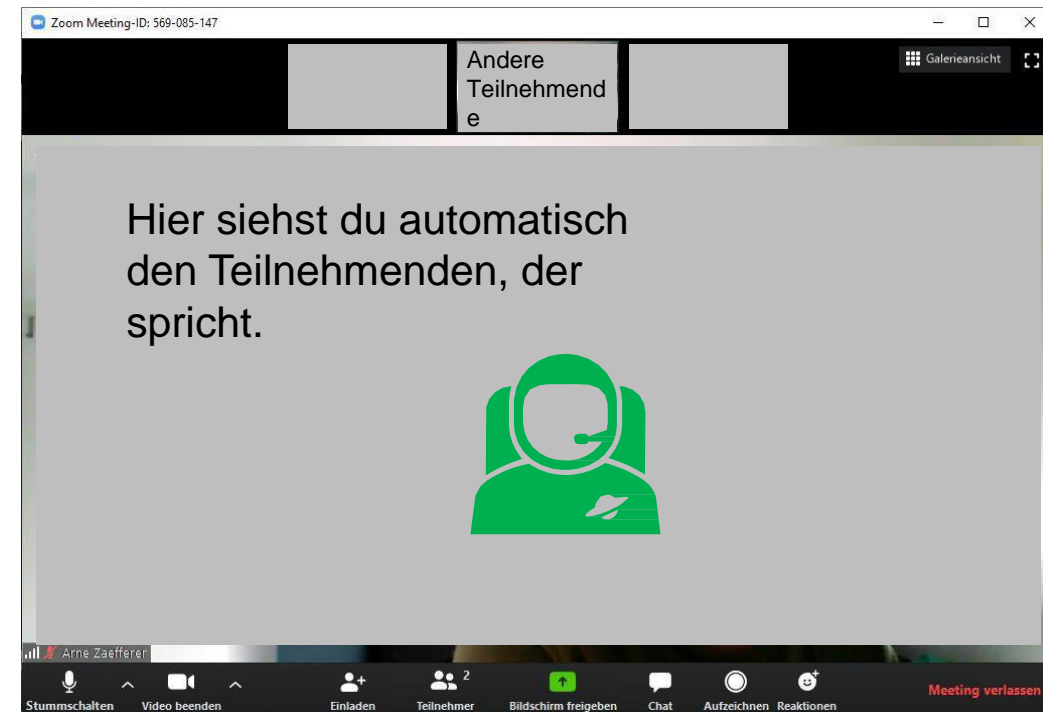 Zoom Meeting-ID: 569-085-147
Andere
Teilnehmend
e
Galerieansicht
Hier siehst du automatisch
den Teilnehmenden, der
spricht.
Arne Zaefferer
2
Stummschalten Video beenden Einladen Teilnehmer Bildschirm freigeben Chat Aufzeichnen Reaktionen Meeting verlassen